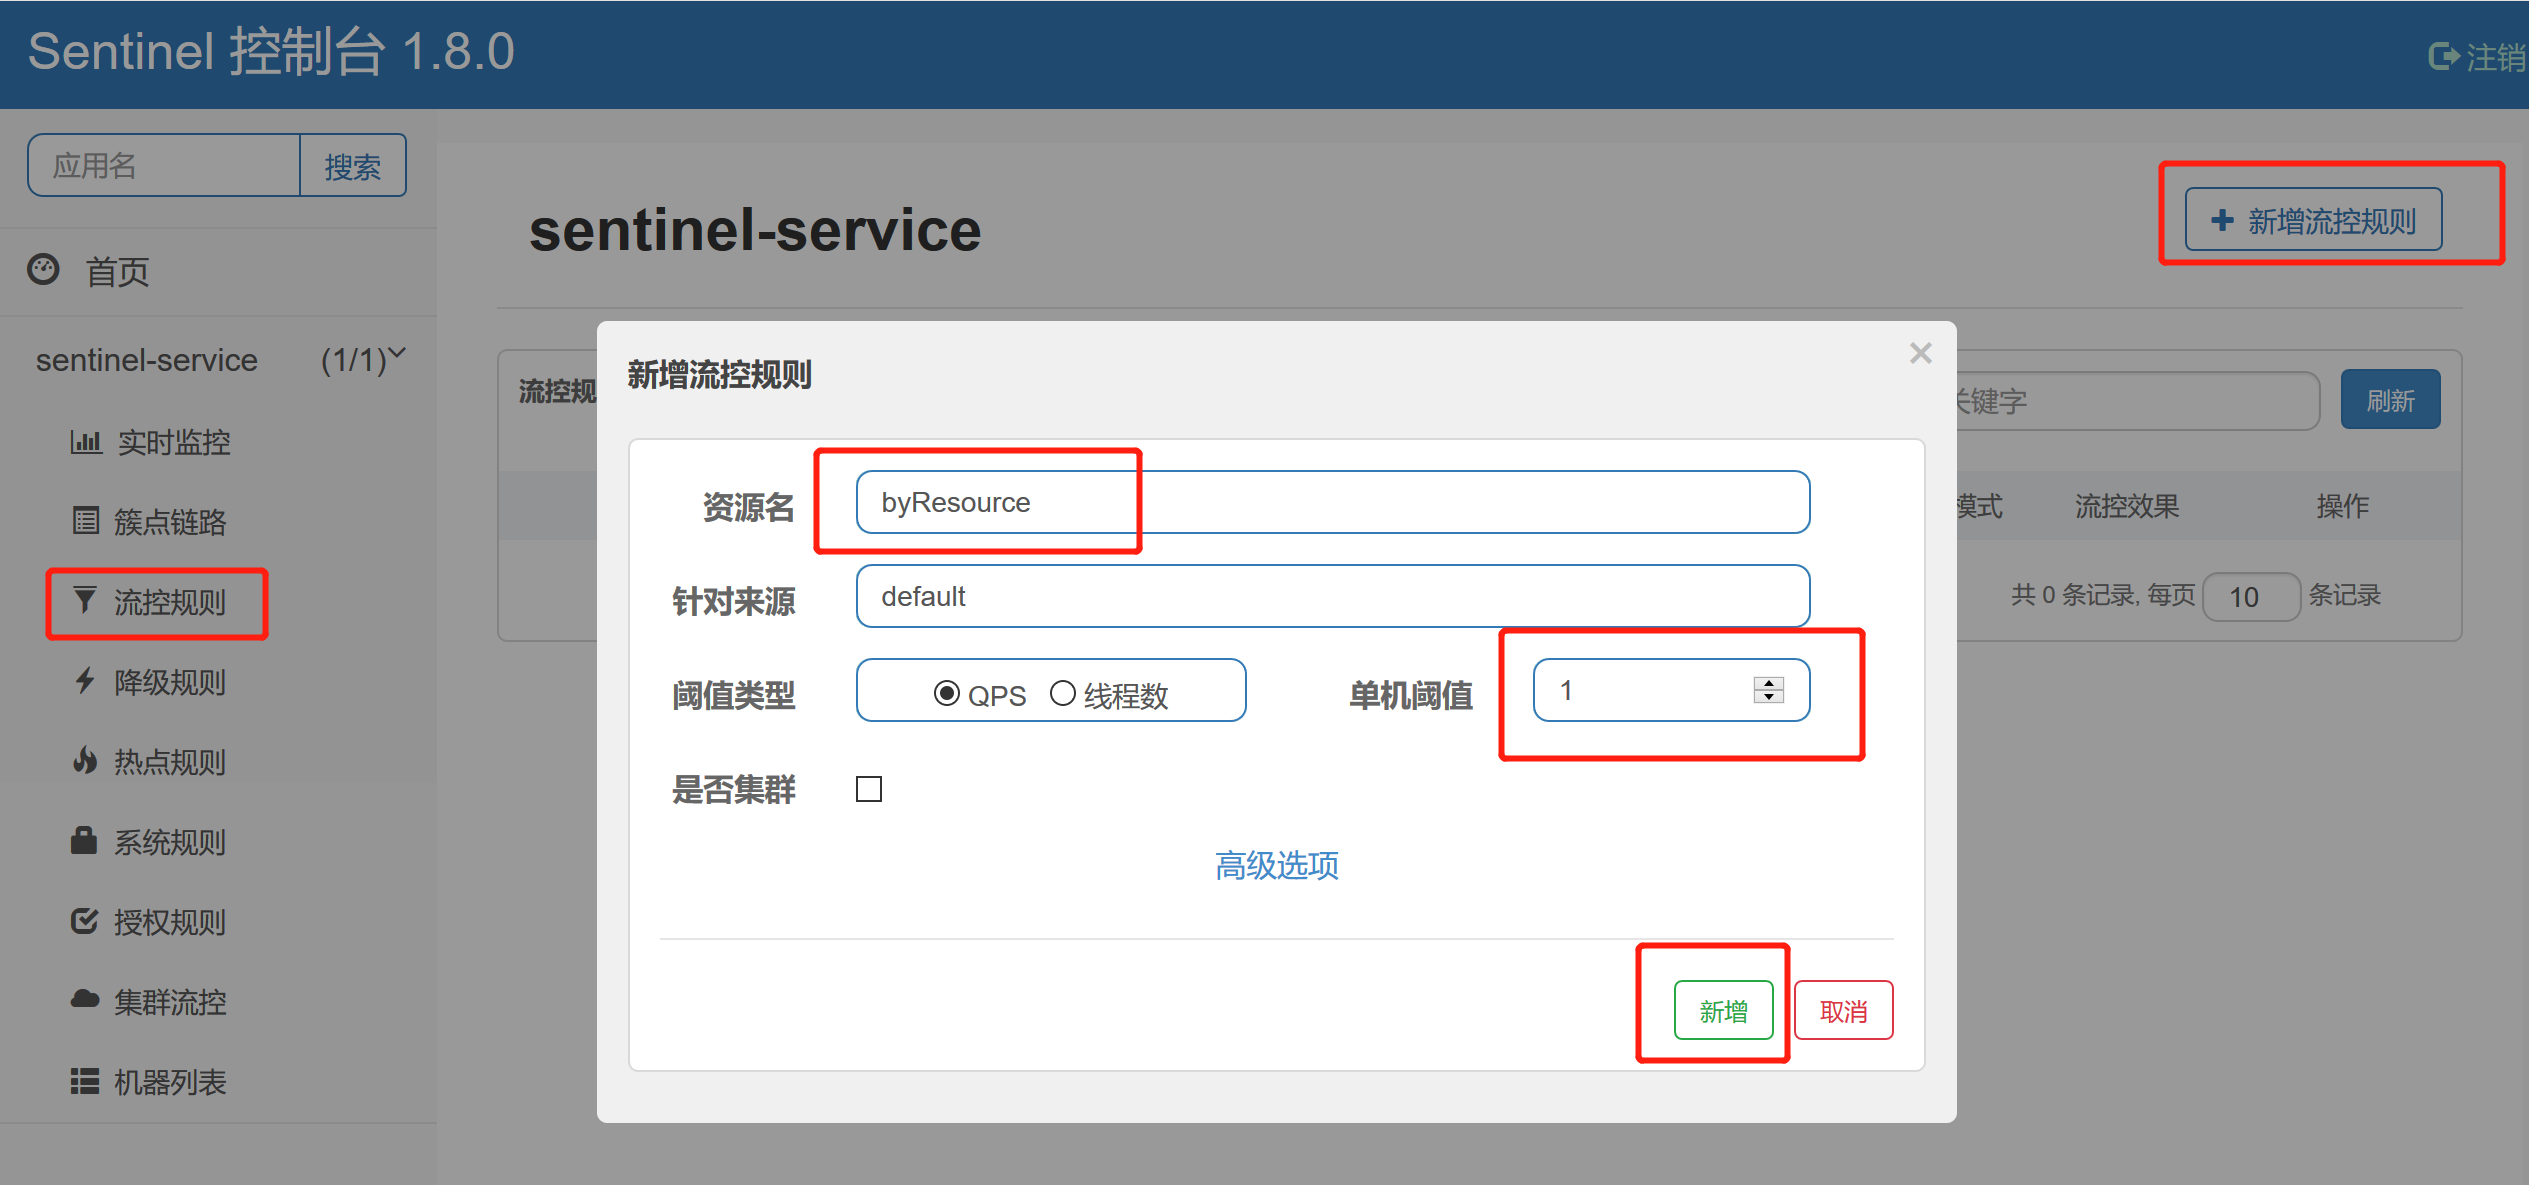 Sentinel 控制台 1.8.0
注销
应用名
搜索
首页
sentinel-service (1/1)
实时监控
簇点链路
流控规则
降级规则
热点规则
系统规则
授权规则
集群流控
机器列表
sentinel-service
新增流控规则
流控规
关键字
刷新
模式 流控效果 操作
共 0 条记录, 每页 10 条记录
新增流控规则
×
资源名 byResource
针对来源 default
阈值类型 QPS 线程数 单机阈值 1
是否集群
高级选项
新增 取消